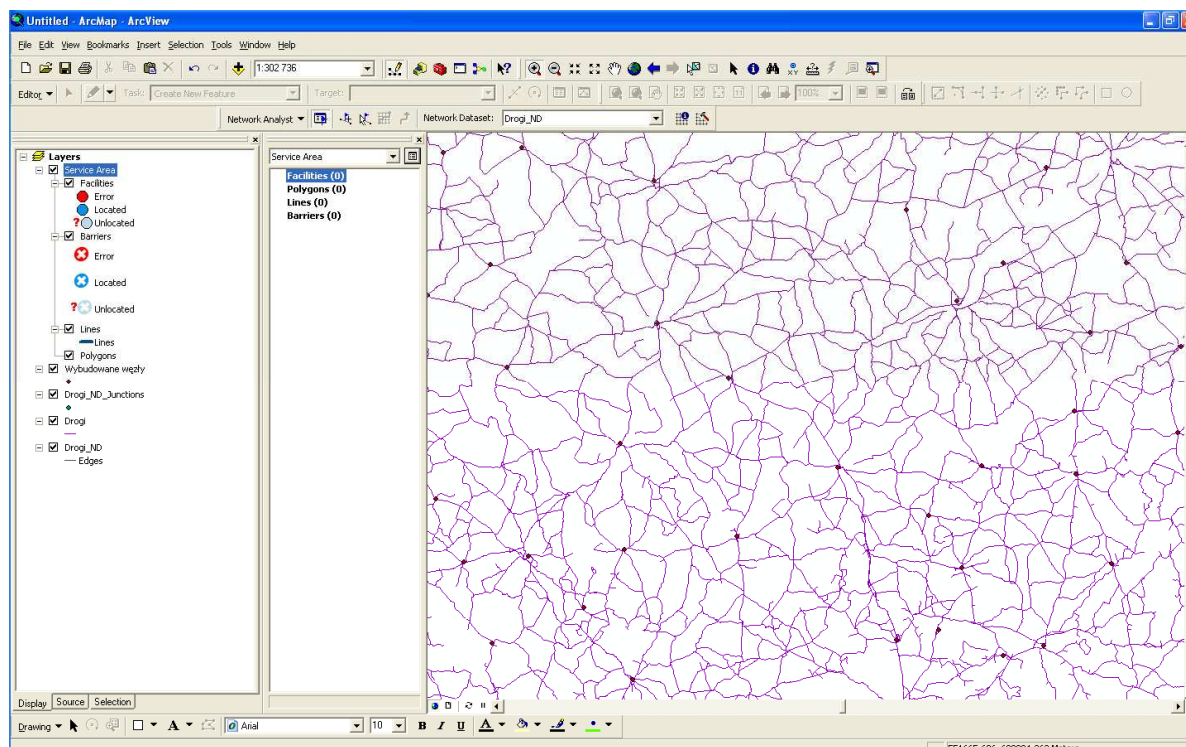 Untitled - ArcMap - ArcView
File Edit View Bookmarks Insert Selection Tools Window Help
1:302 736
Editor Task: Create New Feature Target: 100%
Network Analyst Network Dataset: Drogi_ND
Layers
Service Area
Facilities
Error
Located
? Unlocated
Barriers
Error
Located
? Unlocated
Lines
Lines
Polygons
Wybudowane węzły
Drogi_ND_Junctions
Drogi
Drogi_ND
Edges
Display Source Selection
Service Area
Facilities (0)
Polygons (0)
Lines (0)
Barriers (0)
Drawing A Arial 10 B I U A